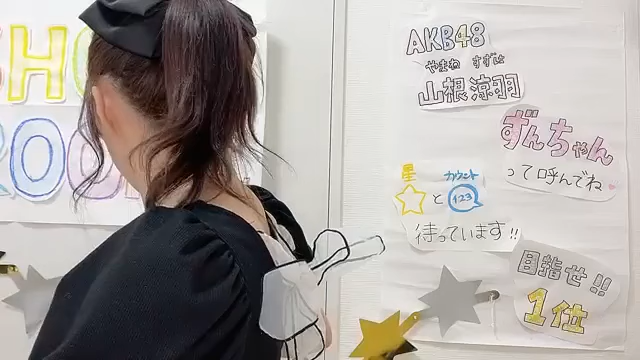 SHO
ROO
AKB48
やまね すずは
山根 涼羽
ずんちゃん
って呼んでね
星 カウント
と 123
待っています!!
目指せ!!
1位